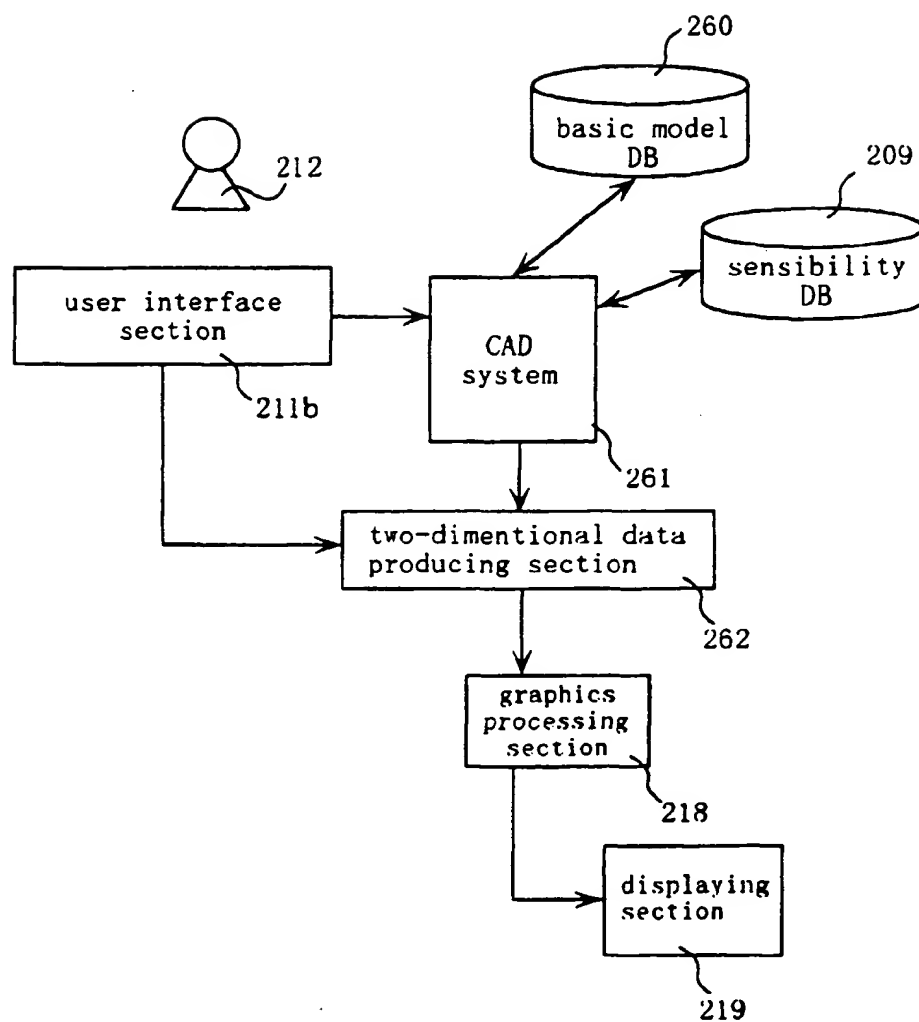 260
basic model
DB
212
209
sensibility
DB
user interface
section
CAD
system
211b
261
two-dimentional data
producing section
262
graphics
processing
section
218
displaying
section
219